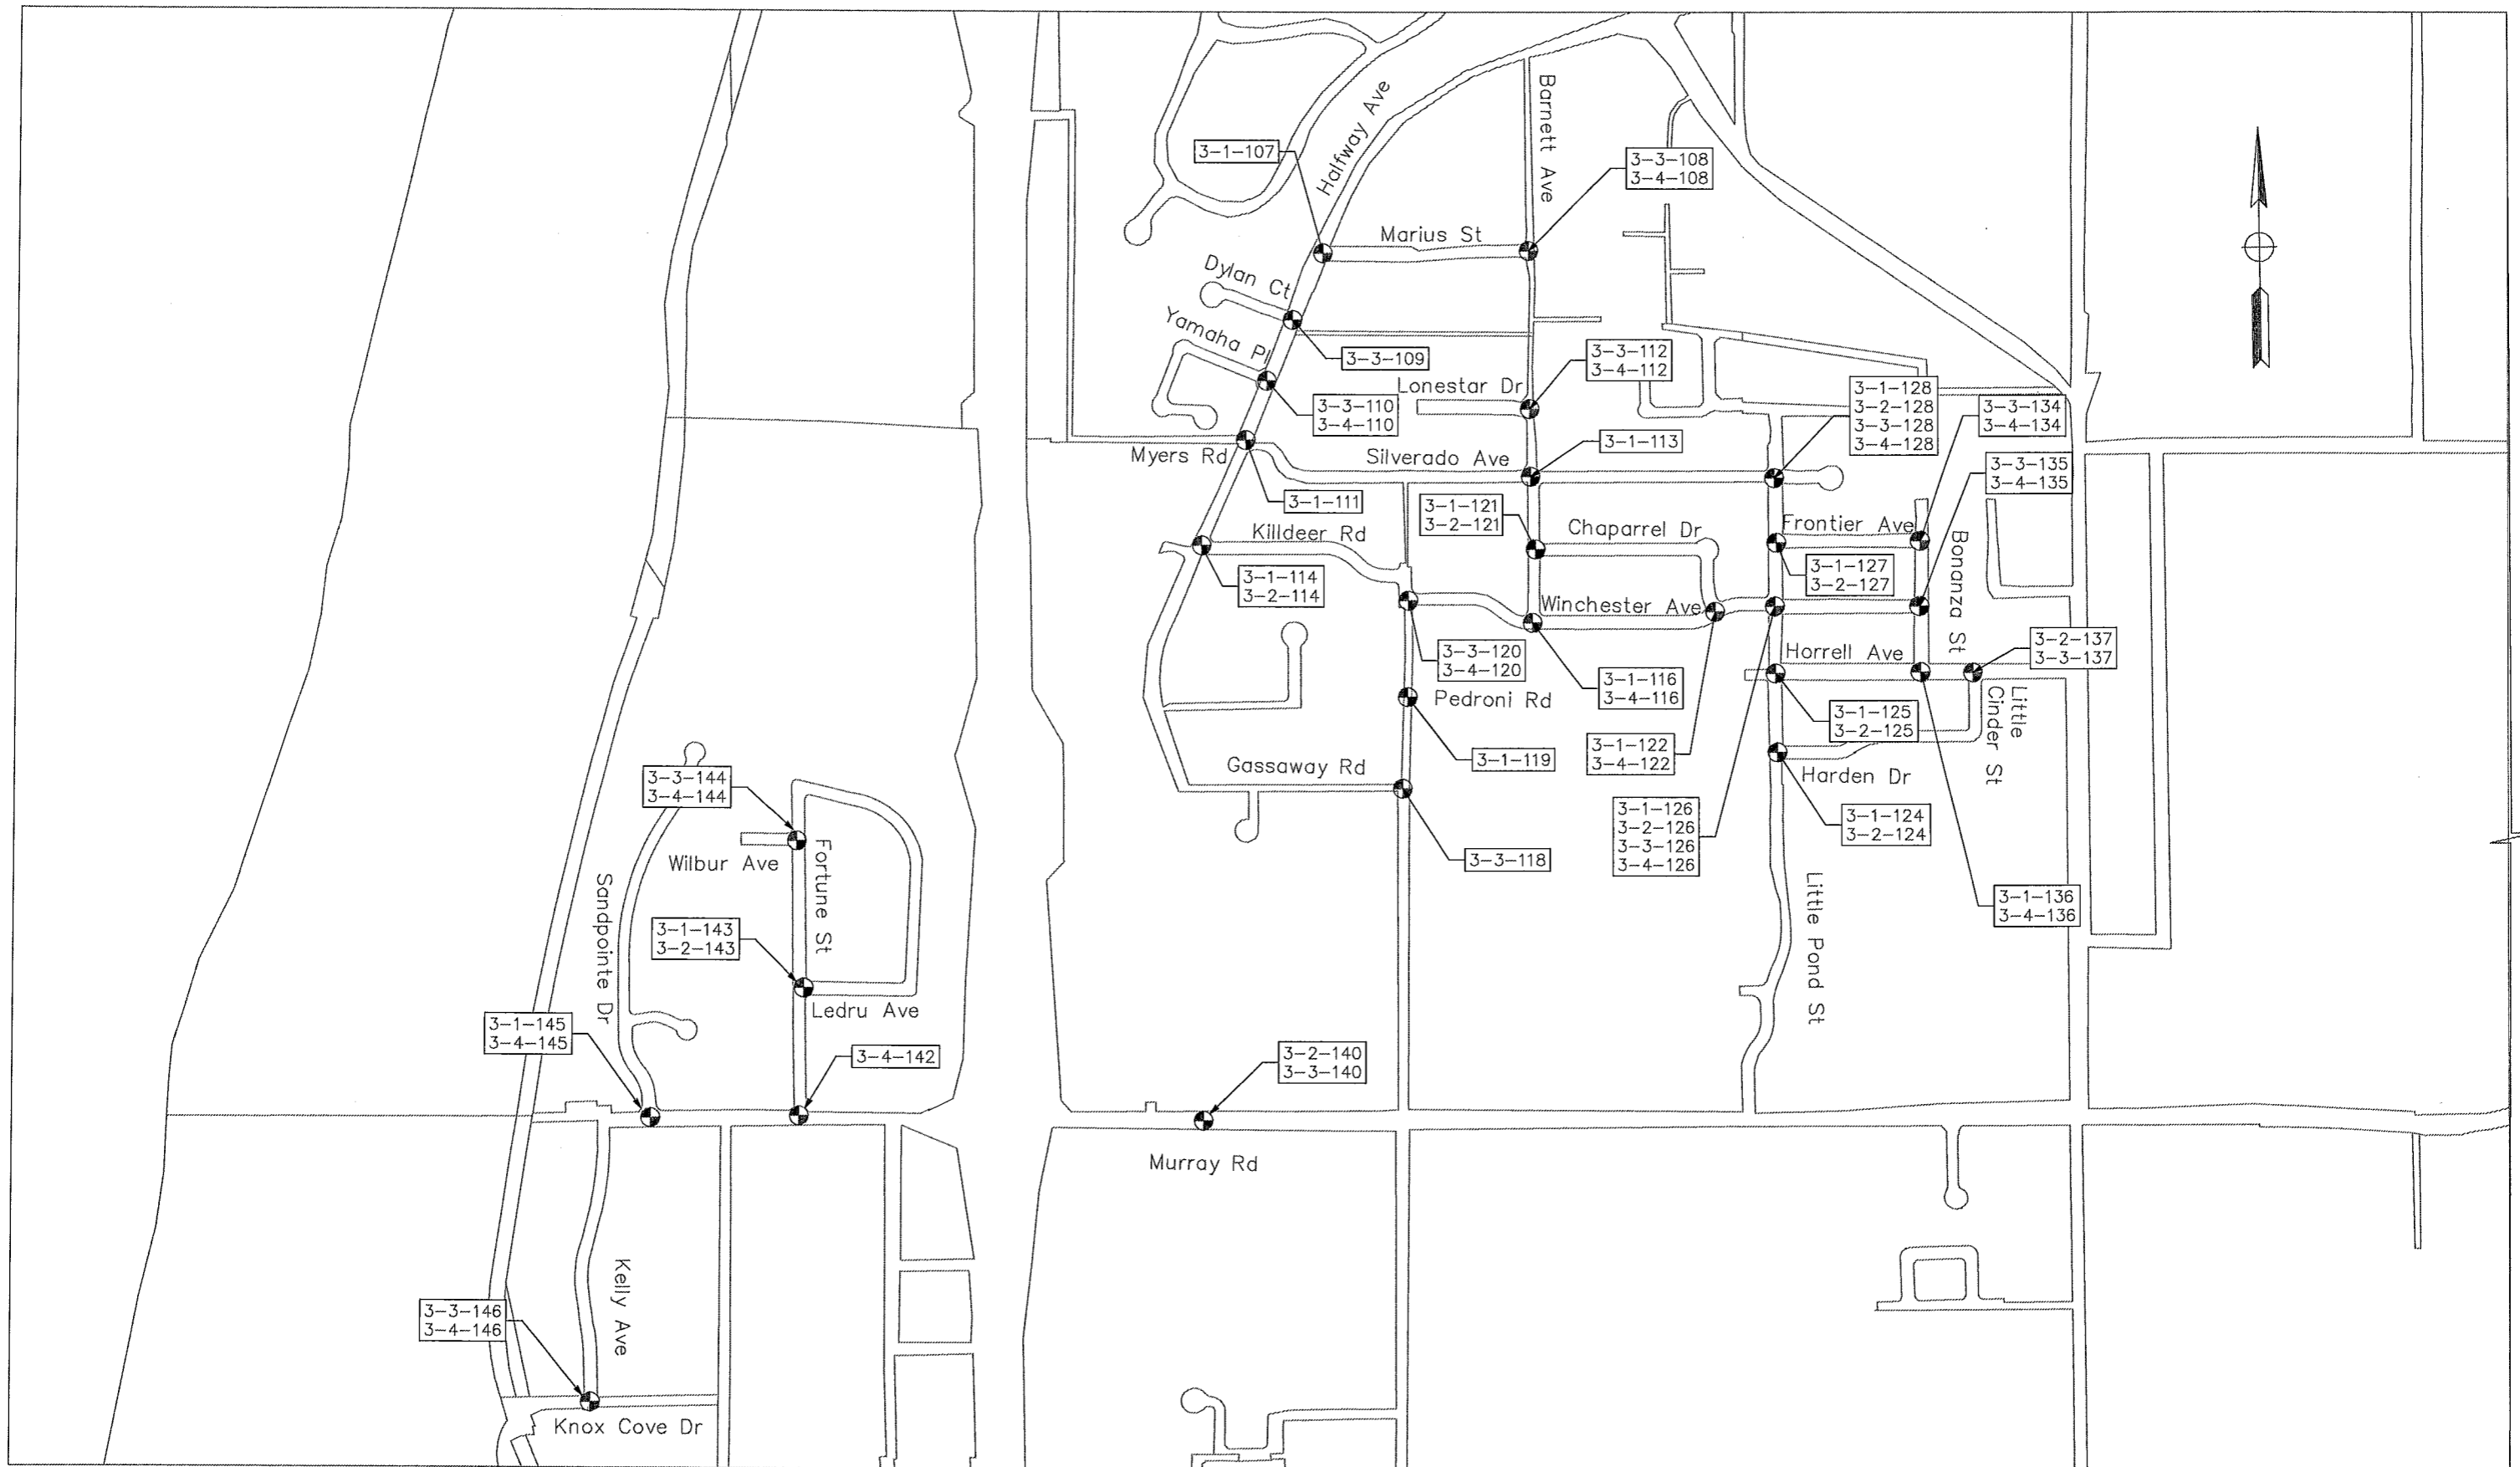 Halfway Ave
Barnett Ave
3-1-107
3-3-108
3-4-108
Marius St
Dylan Ct
Yamaha Pl
3-3-109
3-3-112
3-4-112
Lonestar Dr
3-3-110
3-4-110
3-1-128
3-2-128
3-3-128
3-4-128
3-3-134
3-4-134
3-1-113
Myers Rd
Silverado Ave
3-3-135
3-4-135
3-1-111
3-1-121
3-2-121
Killdeer Rd
Chaparrel Dr
Frontier Ave
Bonanza St
3-1-114
3-2-114
3-1-127
3-2-127
Winchester Ave
3-3-120
3-4-120
Horrell Ave
3-2-137
3-3-137
3-1-116
3-4-116
Pedroni Rd
Little
Cinder St
3-1-125
3-2-125
3-1-122
3-4-122
3-1-119
Gassaway Rd
Harden Dr
3-3-144
3-4-144
3-1-126
3-2-126
3-3-126
3-4-126
3-1-124
3-2-124
Wilbur Ave
Fortune St
3-3-118
Sandpointe Dr
Little Pond St
3-1-136
3-4-136
3-1-143
3-2-143
Ledru Ave
3-1-145
3-4-145
3-4-142
3-2-140
3-3-140
Murray Rd
Kelly Ave
3-3-146
3-4-146
Knox Cove Dr